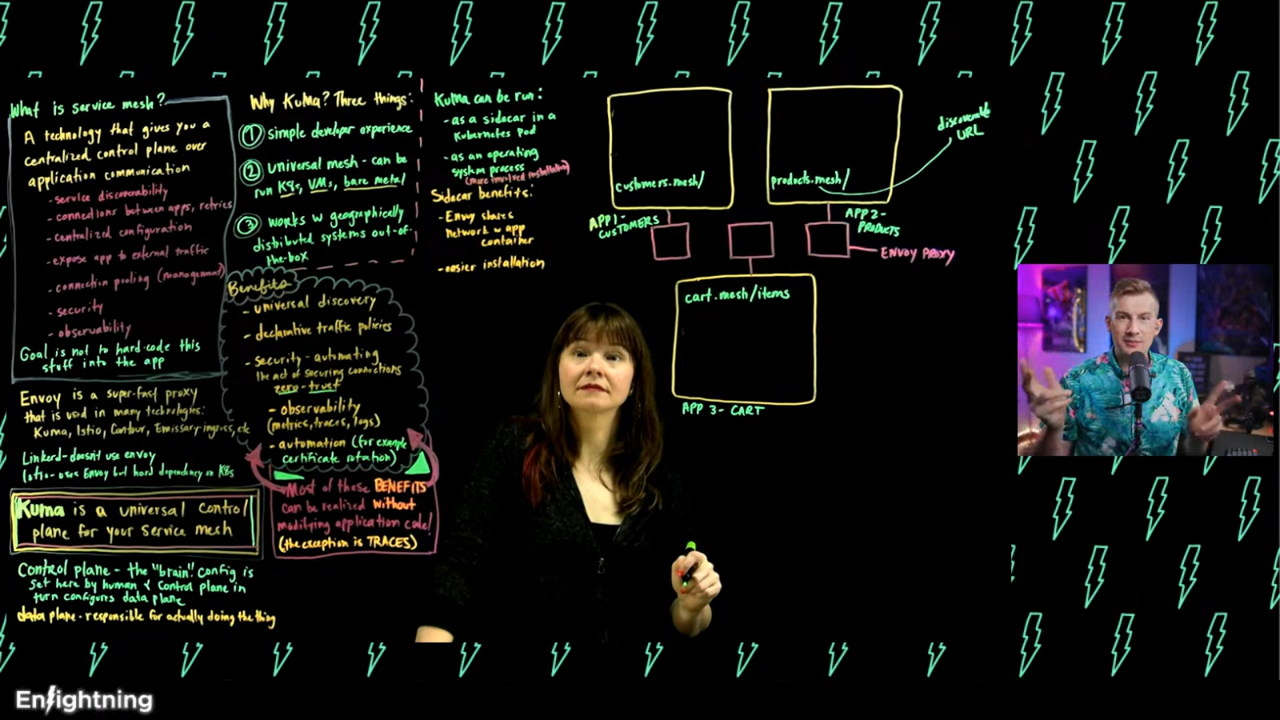 What is service mesh?
A technology that gives you a
centralized control plane over
application communication
- service discoverability
- connections between apps, retries
- centralized configuration
- expose app to external traffic
- connection pooling (management)
- security
- observability
Goal is not to hard-code this
stuff into the app
Envoy is a super-fast proxy
that is used in many technologies:
Kuma, Istio, Contour, Emissary-ingress, etc
Linkerd - doesn't use envoy
Istio - uses Envoy but hard dependency on K8s
Kuma is a universal control
plane for your service mesh
Control plane - the "brain". config is
set here by human & control plane in
turn configures data plane
data plane - responsible for actually doing the thing
Why Kuma? Three things:
① simple developer experience
② universal mesh - can be
run K8s, VMs, bare metal
③ works w geographically
distributed systems out-of-
the-box
Benefits
- universal discovery
- declarative traffic policies
- security - automating
the act of securing connections
zero-trust
- observability
(metrics, traces, logs)
- automation (for example
certificate rotation)
Most of these BENEFITS
can be realized without
modifying application code!
(the exception is TRACES)
Kuma can be run:
- as a sidecar in a
Kubernetes pod
- as an operating
system process
(more involved installation)
Sidecar benefits:
- Envoy shares
network w app
container
- easier installation
customers.mesh/
APP 1 -
CUSTOMERS
products.mesh/
APP 2 -
PRODUCTS
discoverable
URL
ENVOY PROXY
cart.mesh/items
APP 3 - CART
Enlightning